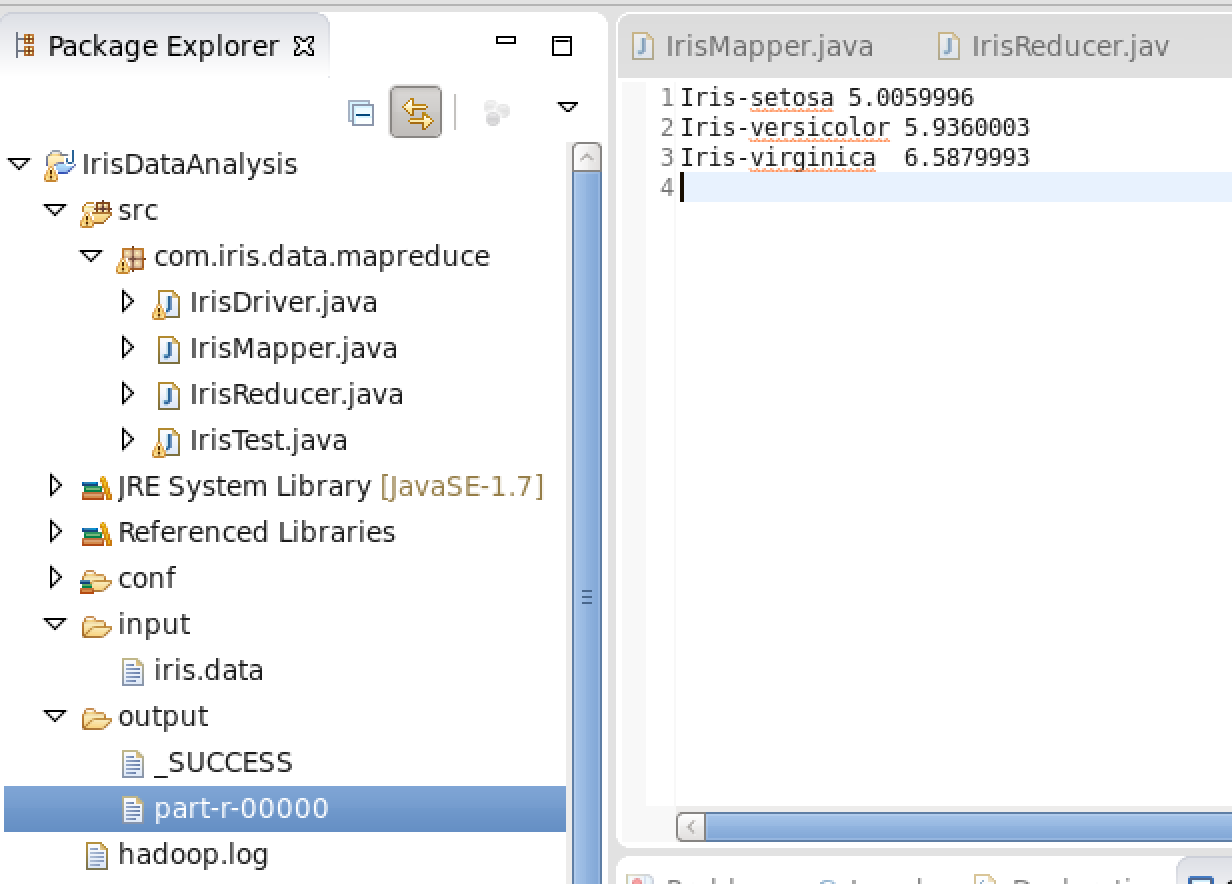 Package Explorer
IrisDataAnalysis
src
com.iris.data.mapreduce
IrisDriver.java
IrisMapper.java
IrisReducer.java
IrisTest.java
JRE System Library [JavaSE-1.7]
Referenced Libraries
conf
input
iris.data
output
_SUCCESS
part-r-00000
hadoop.log
IrisMapper.java IrisReducer.jav
1 Iris-setosa 5.0059996
2 Iris-versicolor 5.9360003
3 Iris-virginica 6.5879993
4